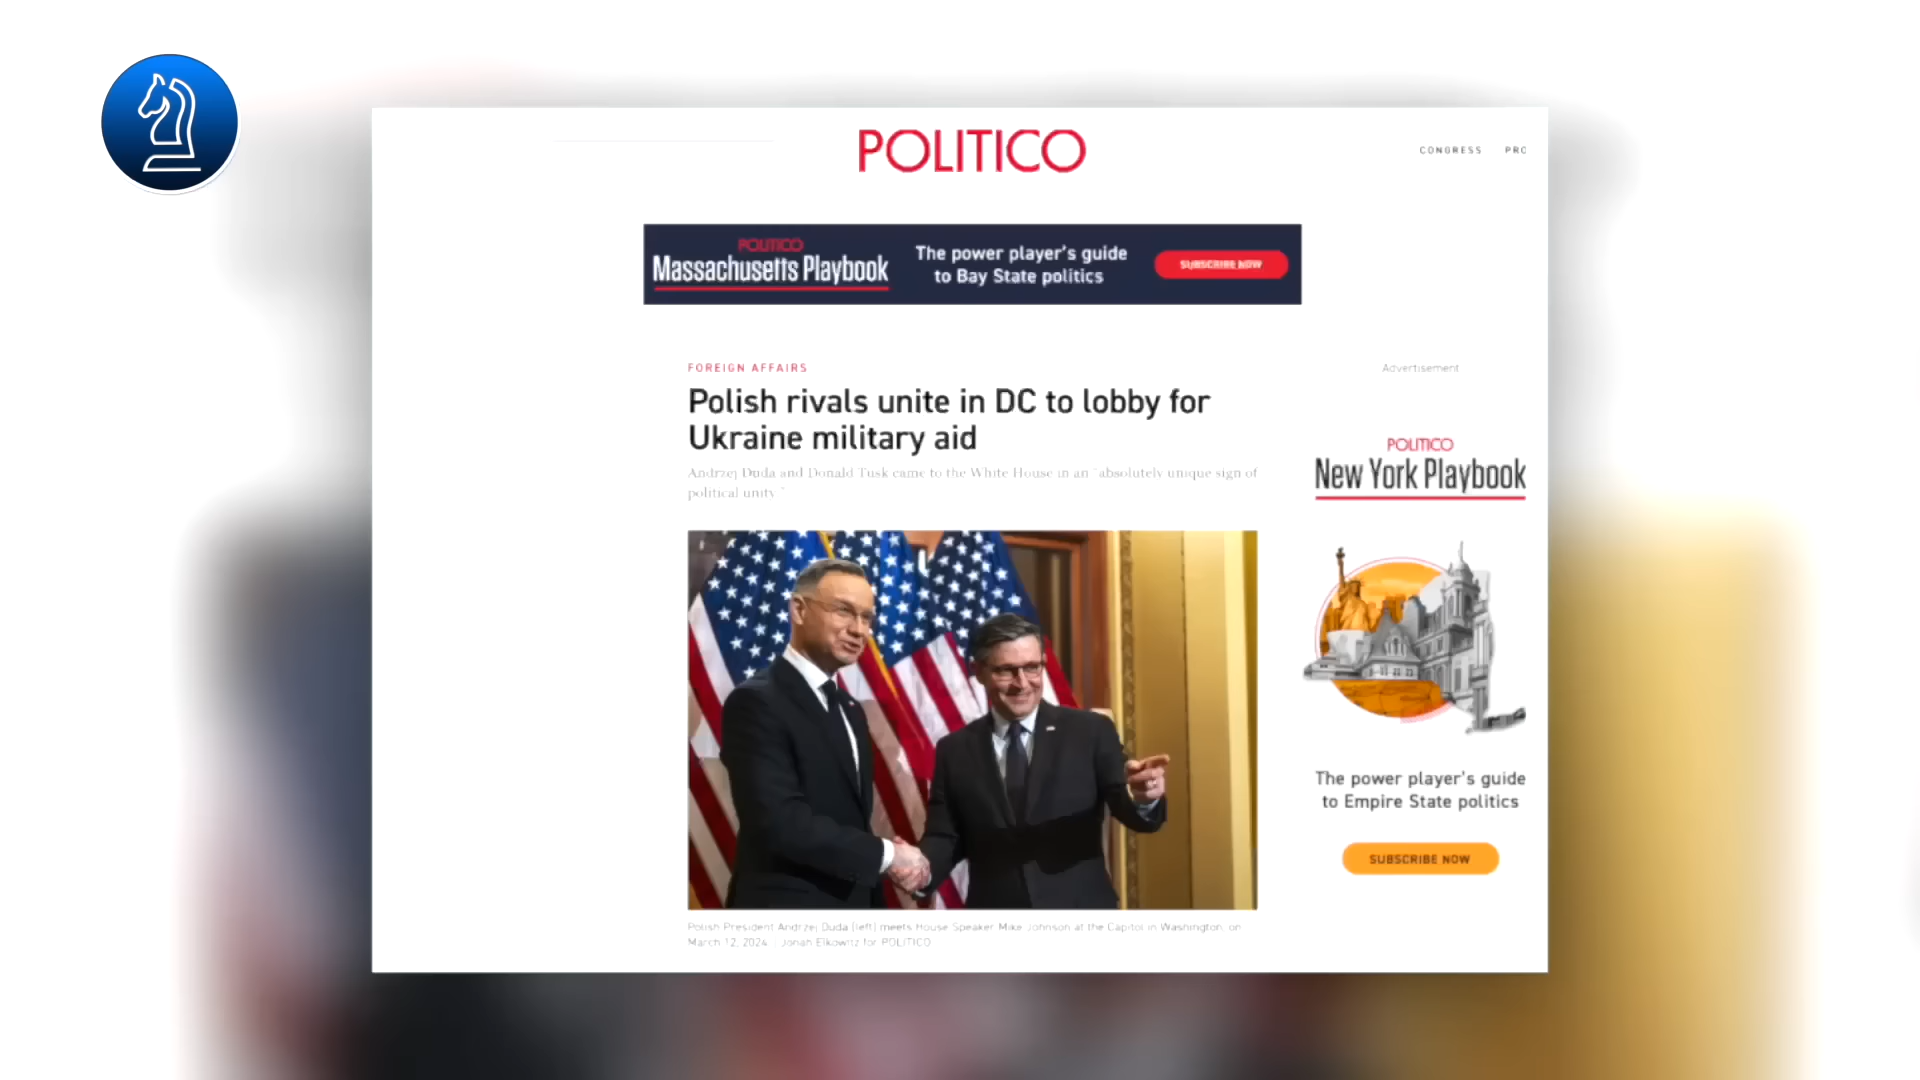 POLITICO
CONGRESS PRO
POLITICO
Massachusetts Playbook
The power player's guide
to Bay State politics
SUBSCRIBE NOW
FOREIGN AFFAIRS
Polish rivals unite in DC to lobby for
Ukraine military aid
Andrzej Duda and Donald Tusk came to the White House in an "absolutely unique sign of
political unity."
Polish President Andrzej Duda (left) meets House Speaker Mike Johnson at the Capitol in Washington, on
March 12, 2024. | Jonah Elkowitz for POLITICO
Advertisement
POLITICO
New York Playbook
The power player's guide
to Empire State politics
SUBSCRIBE NOW